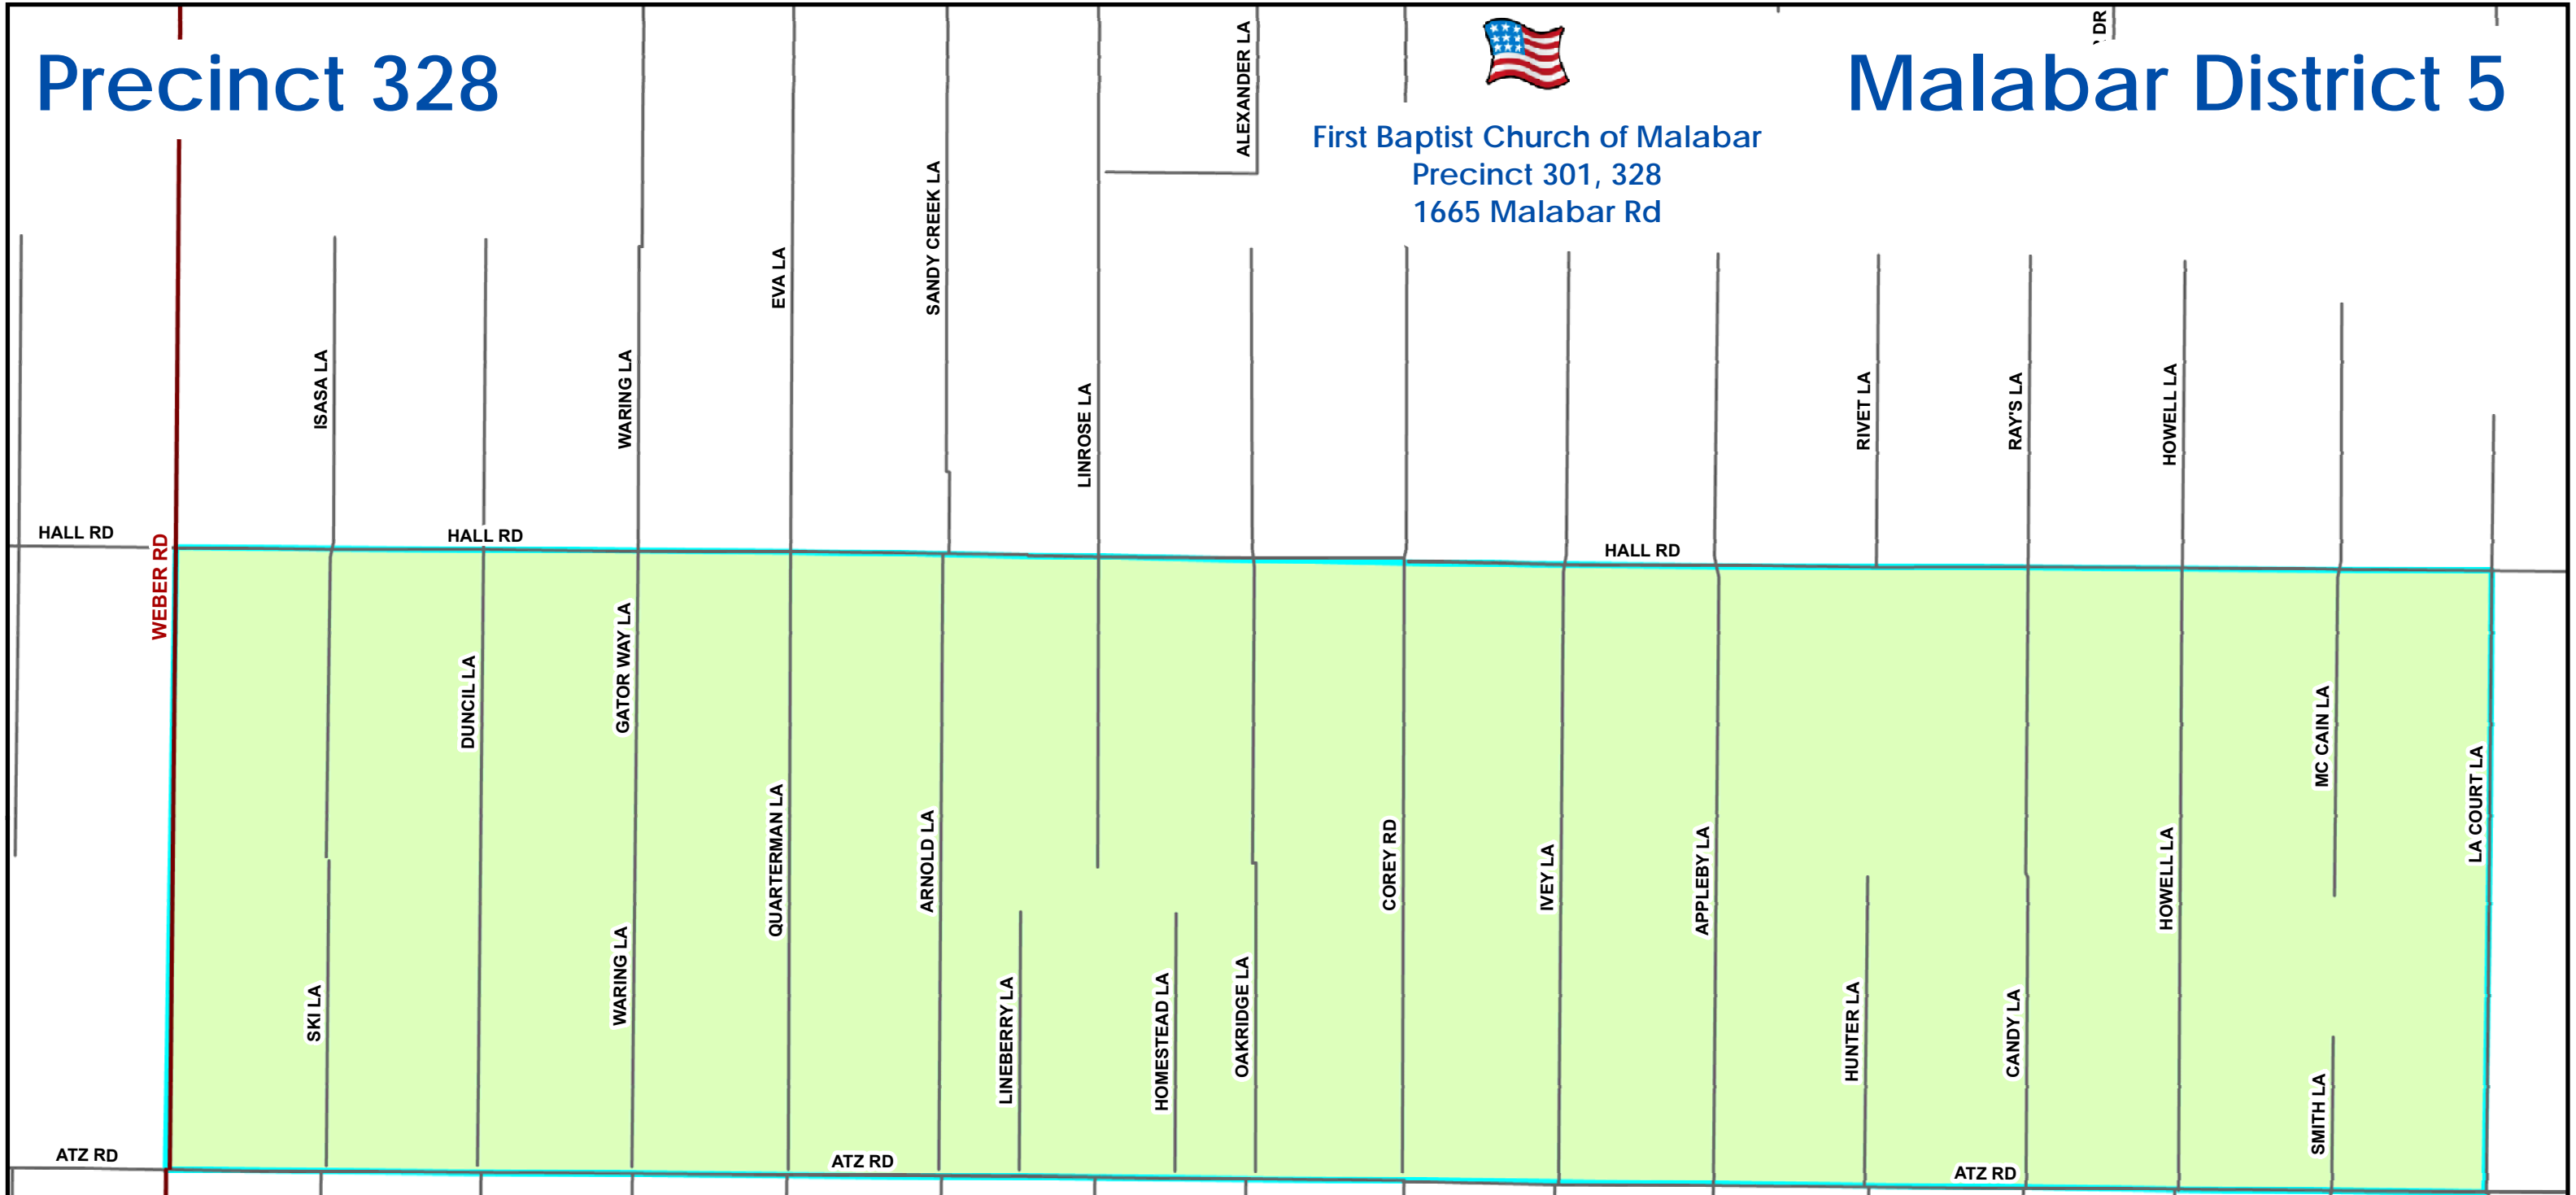 Precinct 328
Malabar District 5
First Baptist Church of Malabar
Precinct 301, 328
1665 Malabar Rd
ALEXANDER LA
DR
SANDY CREEK LA
EVA LA
ISASA LA
WARING LA
LINROSE LA
RIVET LA
RAY'S LA
HOWELL LA
HALL RD
HALL RD
HALL RD
WEBER RD
DUNCIL LA
GATOR WAY LA
QUARTERMAN LA
ARNOLD LA
COREY RD
IVEY LA
APPLEBY LA
HOWELL LA
MC CAIN LA
LA COURT LA
SKI LA
WARING LA
LINEBERRY LA
HOMESTEAD LA
OAKRIDGE LA
HUNTER LA
CANDY LA
SMITH LA
ATZ RD
ATZ RD
ATZ RD